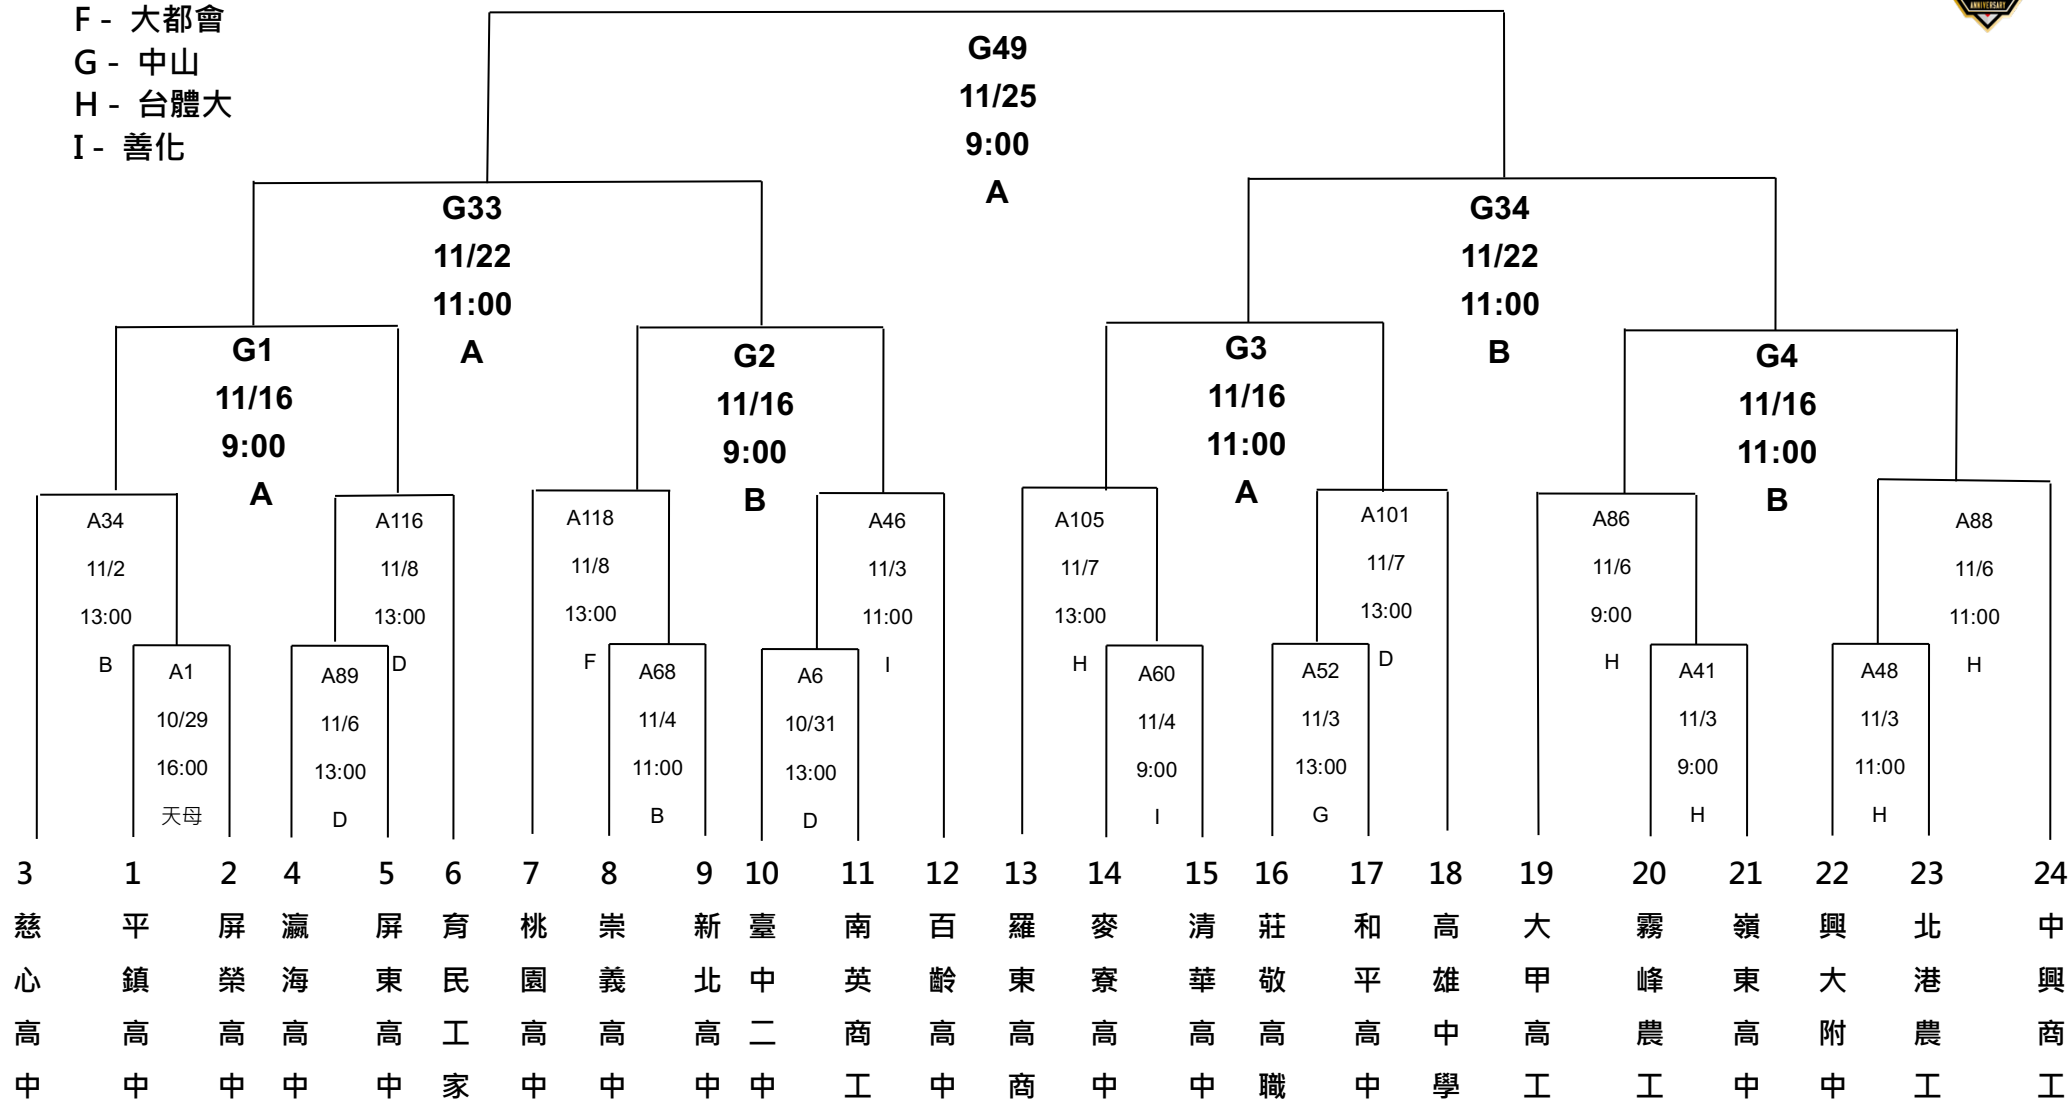 F - 大都會
G - 中山
H - 台體大
I - 善化
ANNIVERSARY
G49
11/25
9:00
A
G33
11/22
11:00
A
G34
11/22
11:00
B
G1
11/16
9:00
A
G2
11/16
9:00
B
G3
11/16
11:00
A
G4
11/16
11:00
B
A34
11/2
13:00
B
A116
11/8
13:00
D
A118
11/8
13:00
F
A46
11/3
11:00
I
A105
11/7
13:00
H
A101
11/7
13:00
D
A86
11/6
9:00
H
A88
11/6
11:00
H
A1
10/29
16:00
天母
A89
11/6
13:00
D
A68
11/4
11:00
B
A6
10/31
13:00
D
A60
11/4
9:00
I
A52
11/3
13:00
G
A41
11/3
9:00
H
A48
11/3
11:00
H
3 1 2 4 5 6 7 8 9 10 11 12 13 14 15 16 17 18 19 20 21 22 23 24
慈心高中
平鎮高中
屏榮高中
瀛海高中
屏東高中
育民工家
桃園高中
崇義高中
新北高中
臺中二中
南英商工
百齡高中
羅東高商
麥寮高中
清華高中
莊敬高職
和平高中
高雄中學
大甲高工
霧峰農工
嶺東高中
興大附中
北港農工
中興商工